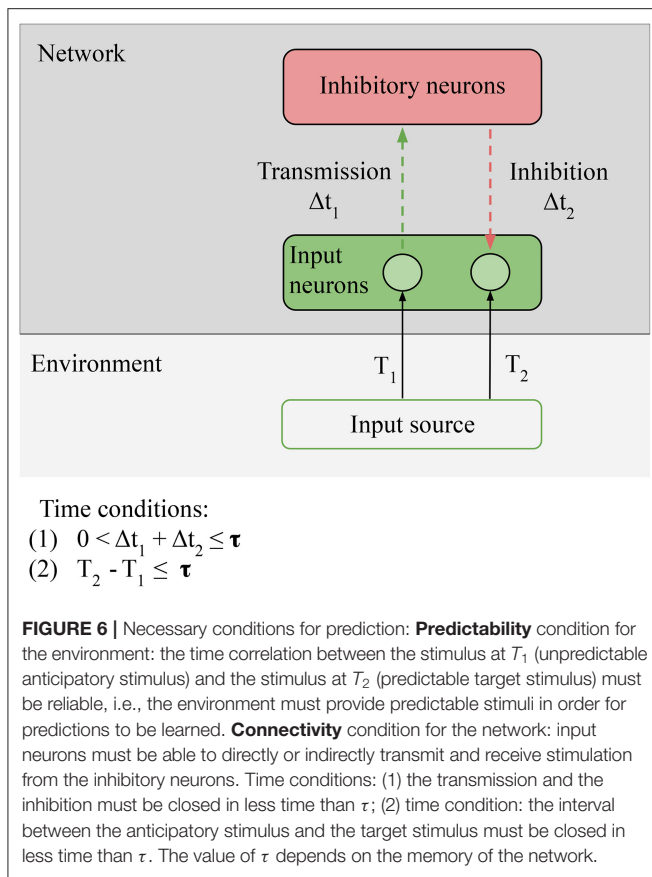 Network
Inhibitory neurons
Transmission
Δt₁
Inhibition
Δt₂
Input
neurons
Environment
T₁
T₂
Input source
Time conditions:
(1) 0 < Δt₁ + Δt₂ ≤ τ
(2) T₂ - T₁ ≤ τ
FIGURE 6 | Necessary conditions for prediction: Predictability condition for
the environment: the time correlation between the stimulus at T₁ (unpredictable
anticipatory stimulus) and the stimulus at T₂ (predictable target stimulus) must
be reliable, i.e., the environment must provide predictable stimuli in order for
predictions to be learned. Connectivity condition for the network: input
neurons must be able to directly or indirectly transmit and receive stimulation
from the inhibitory neurons. Time conditions: (1) the transmission and the
inhibition must be closed in less time than τ; (2) time condition: the interval
between the anticipatory stimulus and the target stimulus must be closed in
less time than τ. The value of τ depends on the memory of the network.